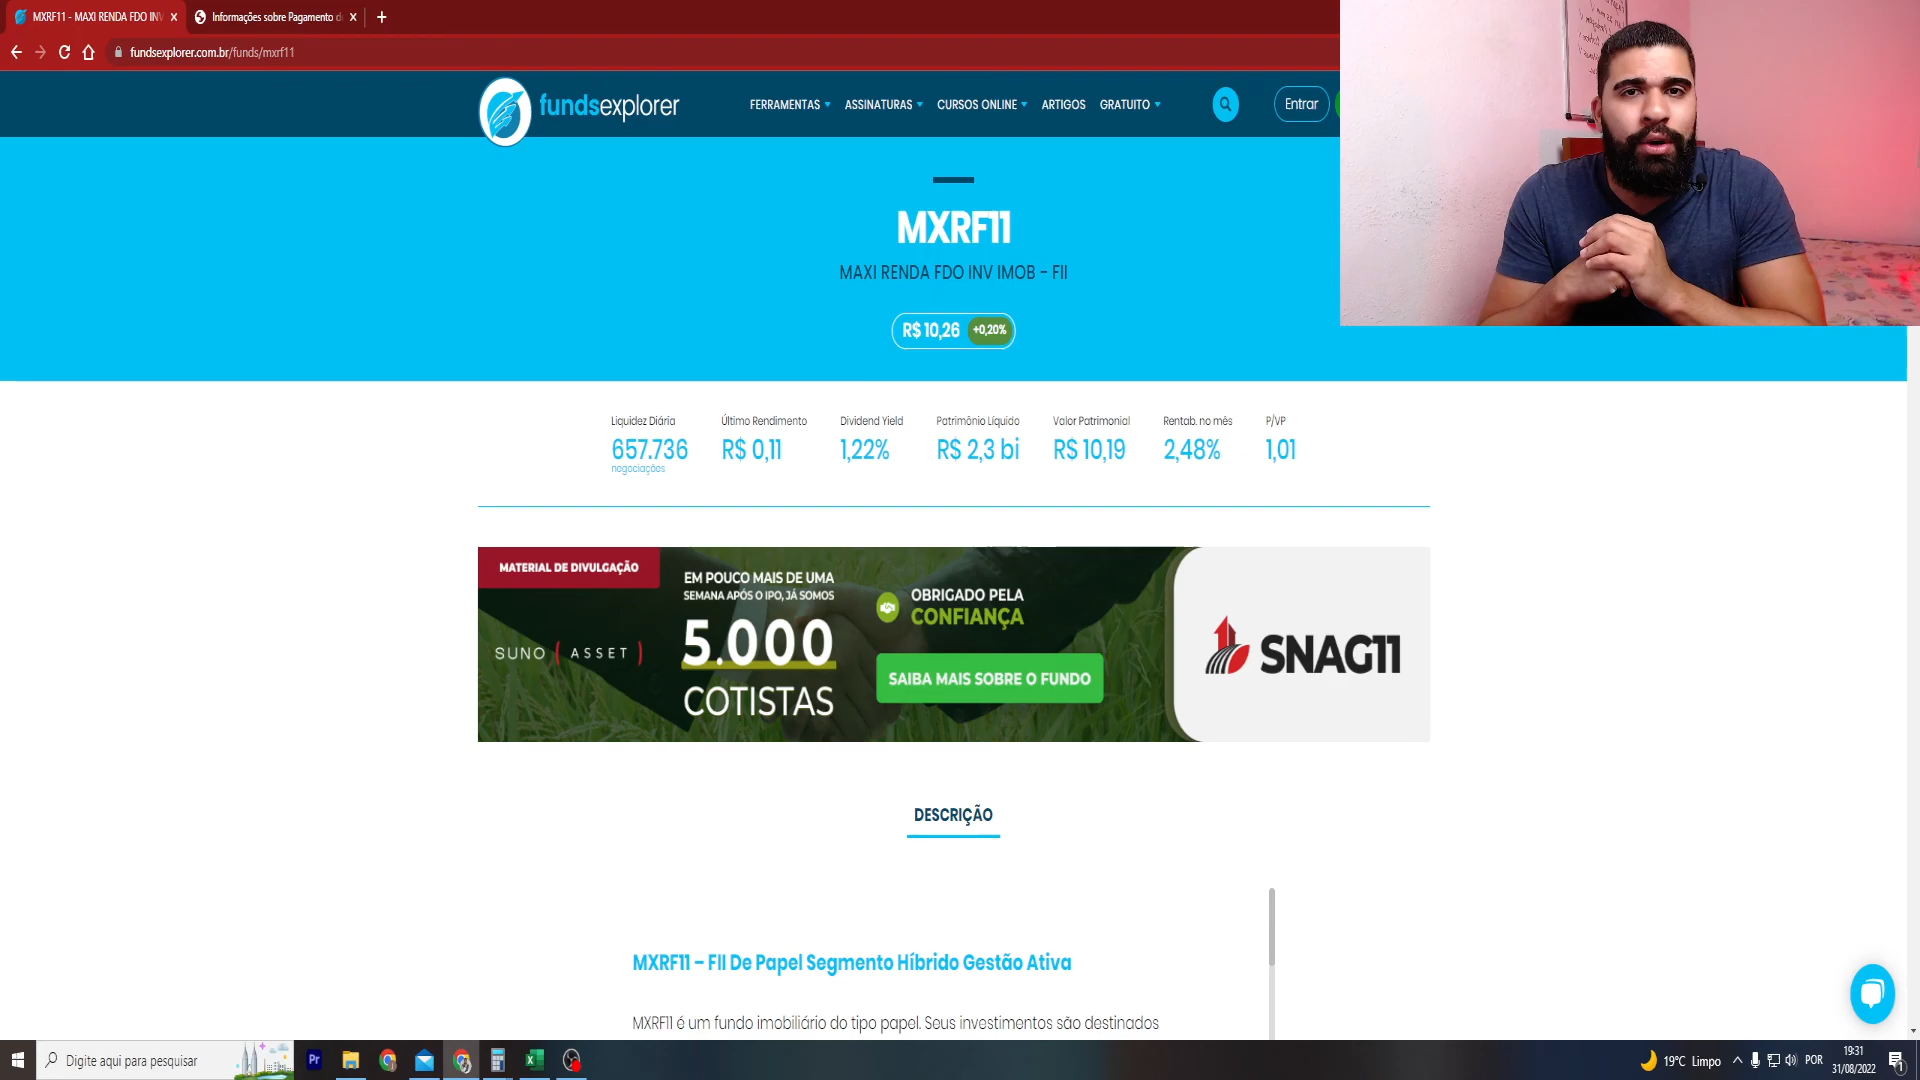 MXRF11 - MAXI RENDA FDO INV
Informações sobre Pagamento d
fundsexplorer.com.br/funds/mxrf11
fundsexplorer
FERRAMENTAS
ASSINATURAS
CURSOS ONLINE
ARTIGOS
GRATUITO
Entrar
MXRF11
MAXI RENDA FDO INV IMOB - FII
R$ 10,26 +0,20%
Liquidez Diária
657.736
negociações
Último Rendimento
R$ 0,11
Dividend Yield
1,22%
Patrimônio Líquido
R$ 2,3 bi
Valor Patrimonial
R$ 10,19
Rentab. no mês
2,48%
P/VP
1,01
MATERIAL DE DIVULGAÇÃO
SUNO ( ASSET )
EM POUCO MAIS DE UMA
SEMANA APÓS O IPO, JÁ SOMOS
5.000
COTISTAS
OBRIGADO PELA
CONFIANÇA
SAIBA MAIS SOBRE O FUNDO
SNAG11
DESCRIÇÃO
MXRF11 – FII De Papel Segmento Híbrido Gestão Ativa
MXRF11 é um fundo imobiliário do tipo papel. Seus investimentos são destinados
Digite aqui para pesquisar
Pr
19°C Limpo
POR
19:31
31/08/2022
1